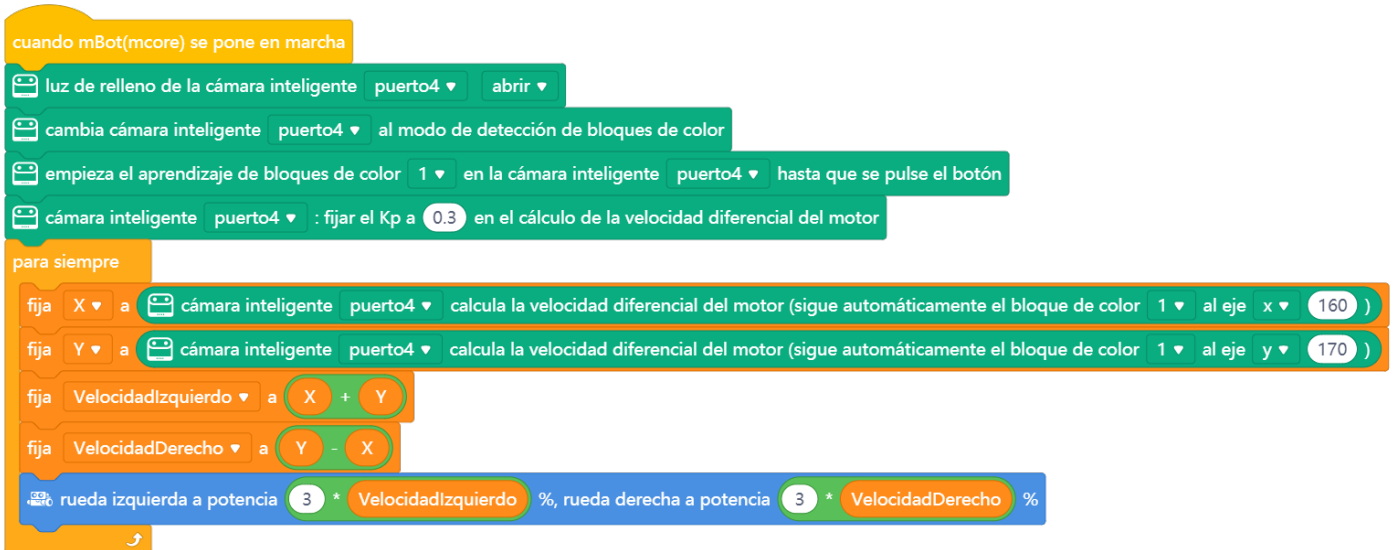 cuando mBot(mcore) se pone en marcha
luz de relleno de la cámara inteligente puerto4 abrir
cambia cámara inteligente puerto4 al modo de detección de bloques de color
empieza el aprendizaje de bloques de color 1 en la cámara inteligente puerto4 hasta que se pulse el botón
cámara inteligente puerto4 : fijar el Kp a 0.3 en el cálculo de la velocidad diferencial del motor
para siempre
fija X a cámara inteligente puerto4 calcula la velocidad diferencial del motor (sigue automáticamente el bloque de color 1 al eje x 160 )
fija Y a cámara inteligente puerto4 calcula la velocidad diferencial del motor (sigue automáticamente el bloque de color 1 al eje y 170 )
fija VelocidadIzquierdo a X + Y
fija VelocidadDerecho a Y - X
rueda izquierda a potencia 3 * VelocidadIzquierdo %, rueda derecha a potencia 3 * VelocidadDerecho %